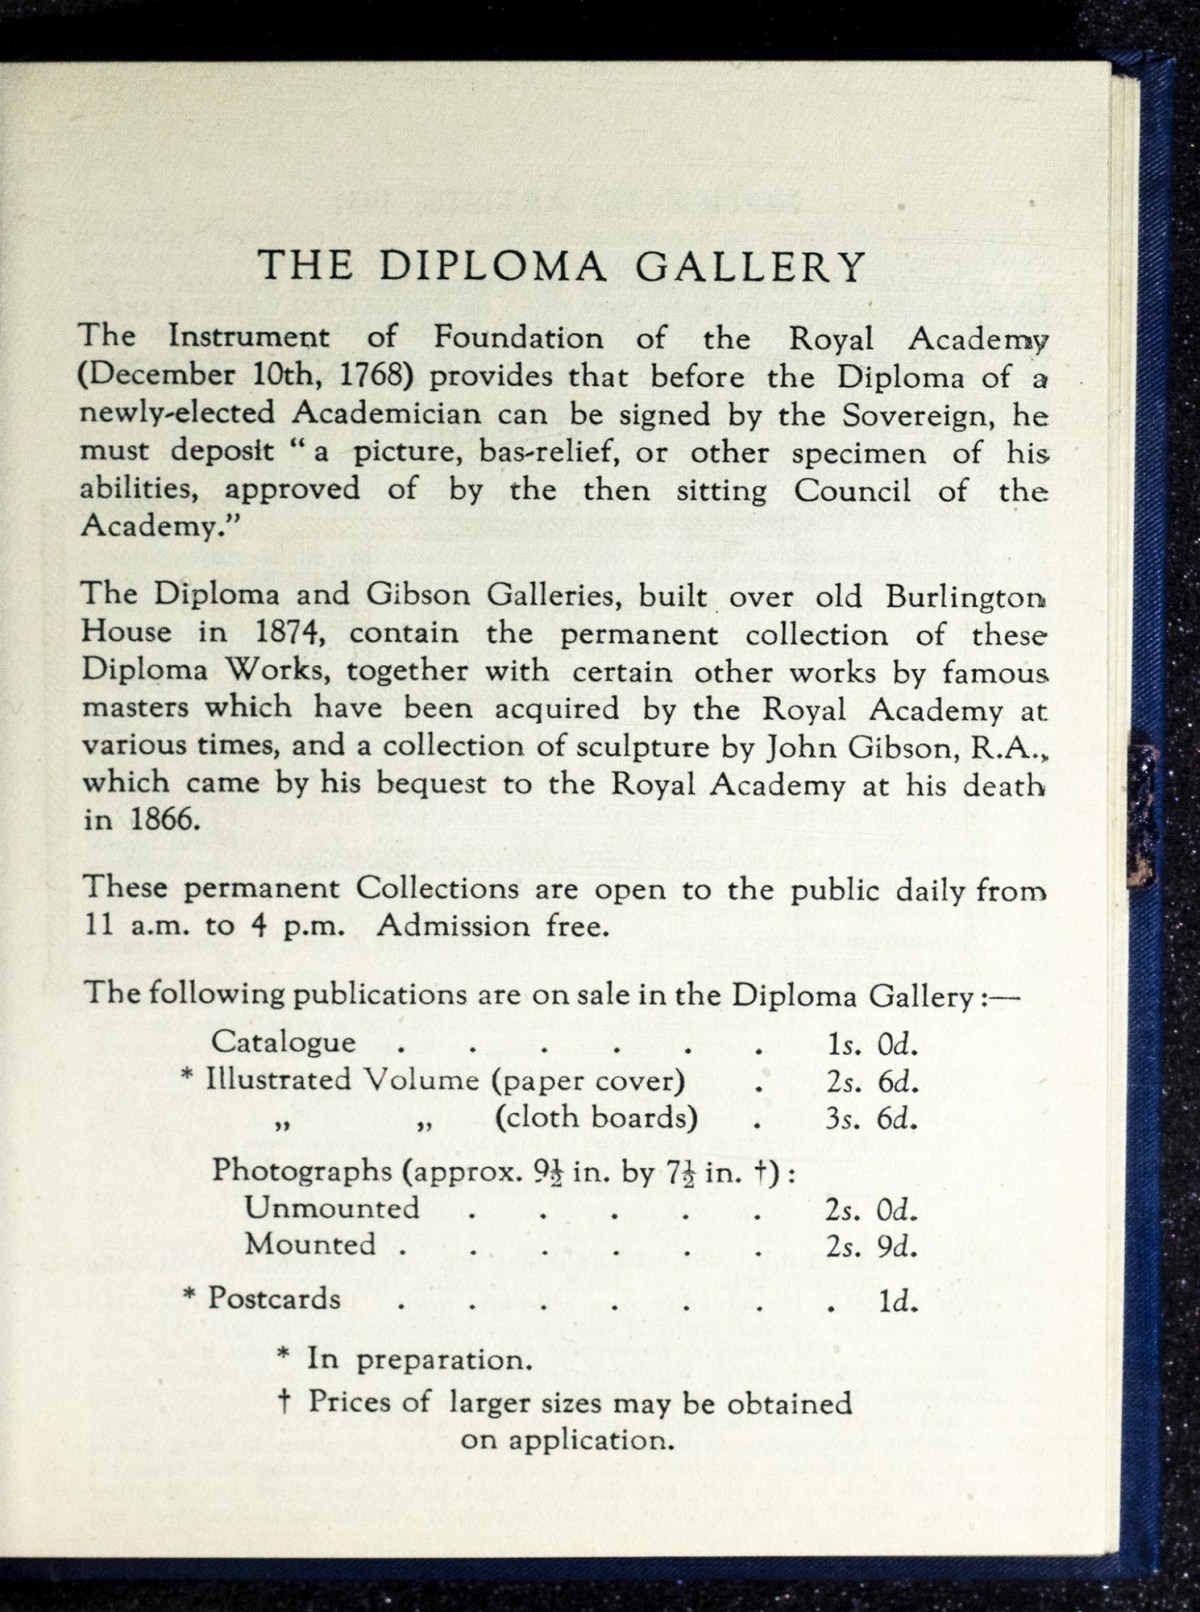 THE DIPLOMA GALLERY
The Instrument of Foundation of the Royal Academy
(December 10th, 1768) provides that before the Diploma of a
newly-elected Academician can be signed by the Sovereign, he
must deposit “a picture, bas-relief, or other specimen of his
abilities, approved of by the then sitting Council of the
Academy.”
The Diploma and Gibson Galleries, built over old Burlington
House in 1874, contain the permanent collection of these
Diploma Works, together with certain other works by famous
masters which have been acquired by the Royal Academy at
various times, and a collection of sculpture by John Gibson, R.A.,
which came by his bequest to the Royal Academy at his death
in 1866.
These permanent Collections are open to the public daily from
11 a.m. to 4 p.m. Admission free.
The following publications are on sale in the Diploma Gallery:—
Catalogue . . . . . . 1s. 0d.
* Illustrated Volume (paper cover) . 2s. 6d.
„ „ (cloth boards) . 3s. 6d.
Photographs (approx. 9½ in. by 7½ in. †):
Unmounted . . . . . 2s. 0d.
Mounted . . . . . . 2s. 9d.
* Postcards . . . . . . . 1d.
* In preparation.
† Prices of larger sizes may be obtained
on application.